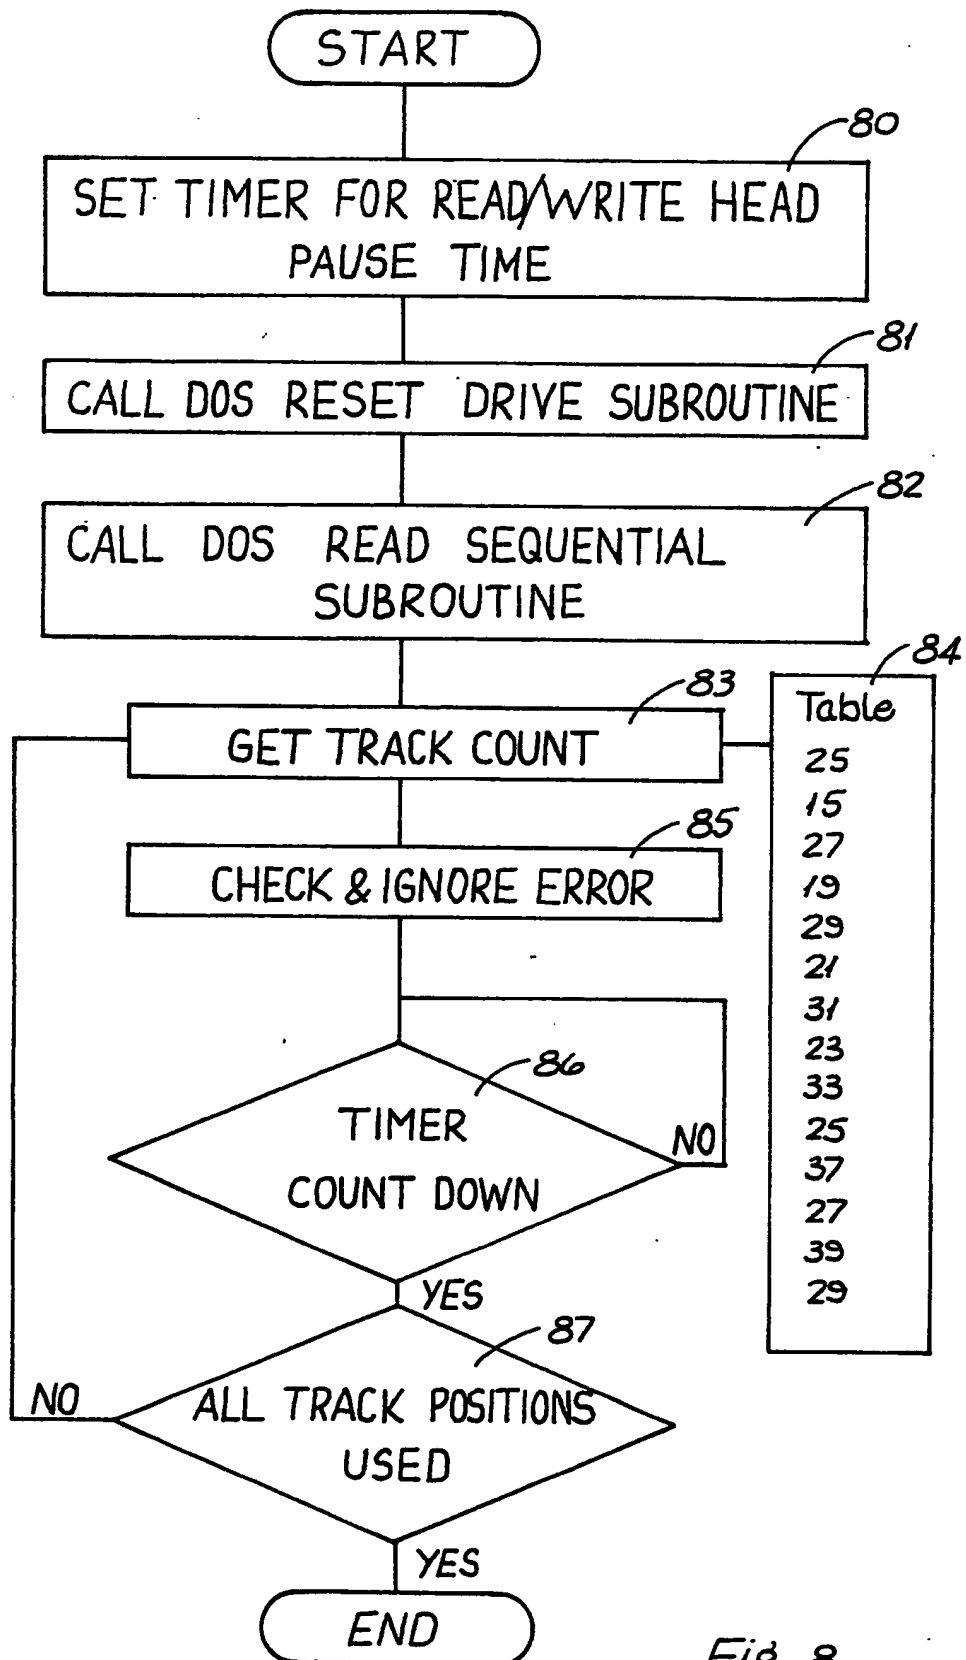 START
80
SET TIMER FOR READ/WRITE HEAD
PAUSE TIME
81
CALL DOS RESET DRIVE SUBROUTINE
82
CALL DOS READ SEQUENTIAL
SUBROUTINE
83
GET TRACK COUNT
84
Table
25
15
27
19
29
21
31
23
33
25
37
27
39
29
85
CHECK & IGNORE ERROR
86
TIMER
COUNT DOWN
NO
YES
87
ALL TRACK POSITIONS
USED
NO
YES
END
Fig. 8